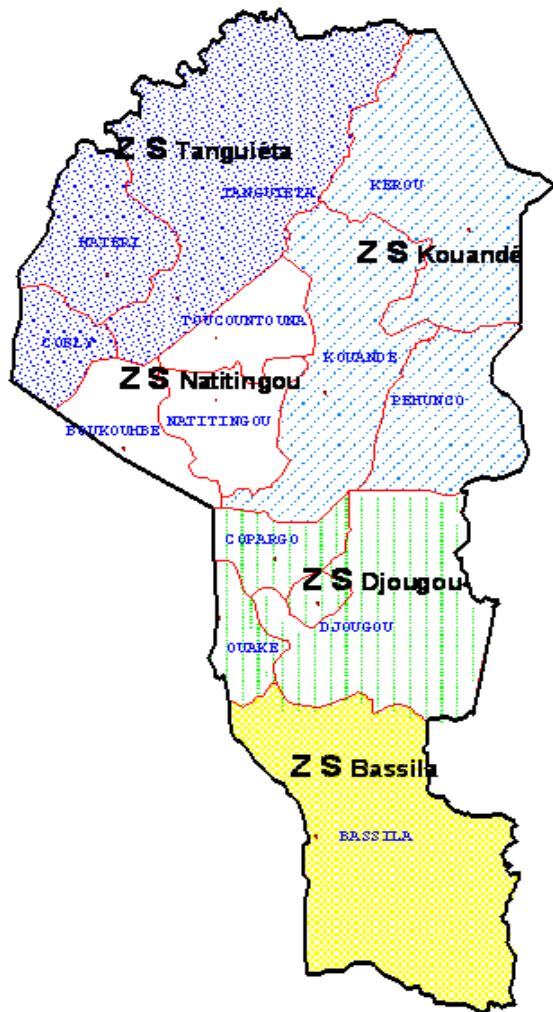 Z S Tanguiéta
TANGUIETA
KEROU
MATERI
Z S Kouandé
TOUCOUNTOUNA
COBLY
KOUANDE
Z S Natitingou
PEHUNCO
NATITINGOU
BOUKOUMBE
COPARGO
Z S Djougou
DJOUGOU
OUAKE
Z S Bassila
BASSILA